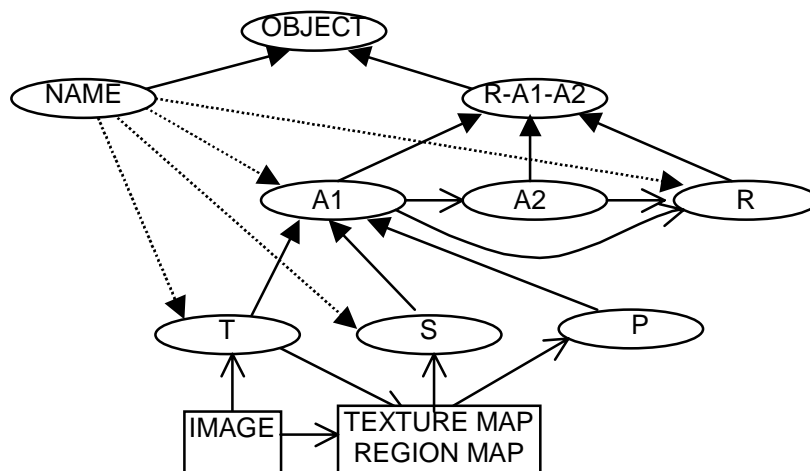 OBJECT
NAME
R-A1-A2
A1
A2
R
T
S
P
IMAGE
TEXTURE MAP
REGION MAP